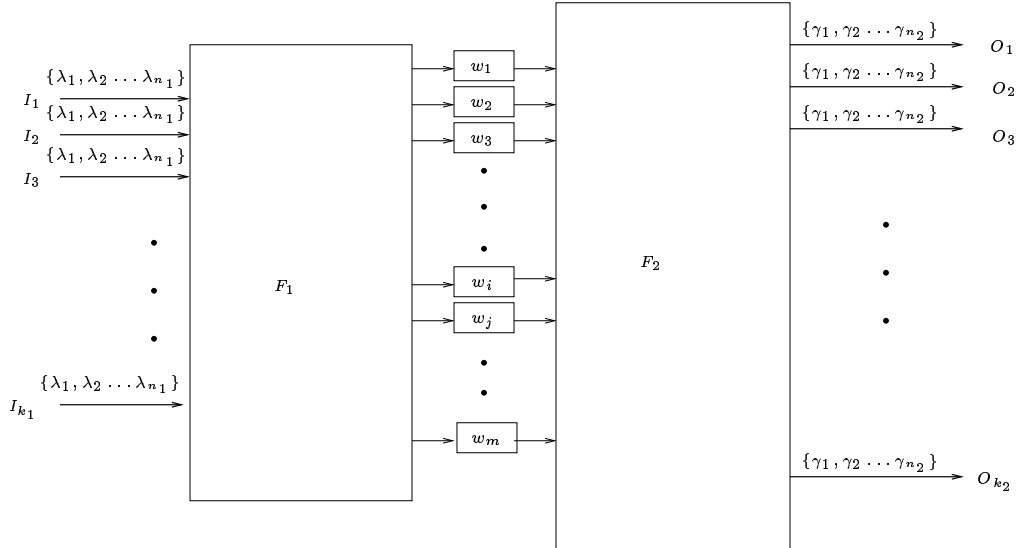 {γ₁, γ₂ … γₙ₂}
O₁
w₁
{λ₁, λ₂ … λₙ₁}
{γ₁, γ₂ … γₙ₂}
I₁
w₂
O₂
{λ₁, λ₂ … λₙ₁}
{γ₁, γ₂ … γₙ₂}
I₂
w₃
O₃
{λ₁, λ₂ … λₙ₁}
I₃
F₁
wᵢ
F₂
wⱼ
{λ₁, λ₂ … λₙ₁}
Iₖ₁
wₘ
{γ₁, γ₂ … γₙ₂}
Oₖ₂